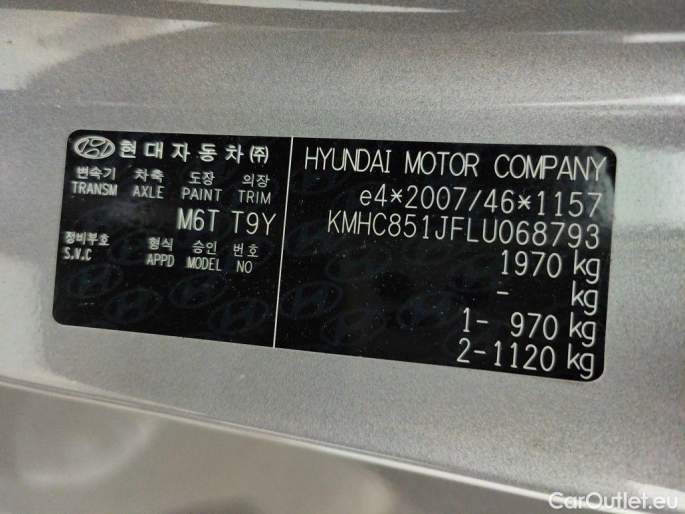 현대자동차㈜
변속기 차축 도장 의장
TRANSM AXLE PAINT TRIM
M6T T9Y
정비부호 형식 승인 번호
S.V.C APPD MODEL NO
HYUNDAI MOTOR COMPANY
e4*2007/46*1157
KMHC851JFLU068793
1970 kg
- kg
1- 970 kg
2-1120 kg
CarOutlet.eu